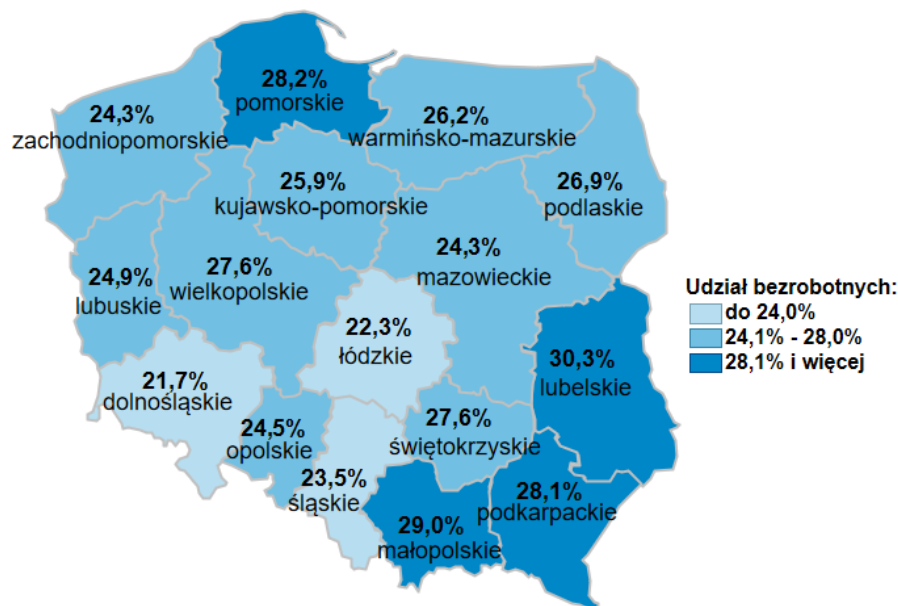 28,2%
pomorskie
24,3%
zachodniopomorskie
26,2%
warmińsko-mazurskie
25,9%
kujawsko-pomorskie
26,9%
podlaskie
24,3%
mazowieckie
24,9%
lubuskie
27,6%
wielkopolskie
Udział bezrobotnych:
do 24,0%
24,1% - 28,0%
28,1% i więcej
22,3%
łódzkie
30,3%
lubelskie
21,7%
dolnośląskie
24,5%
opolskie
27,6%
świętokrzyskie
23,5%
śląskie
28,1%
podkarpackie
29,0%
małopolskie